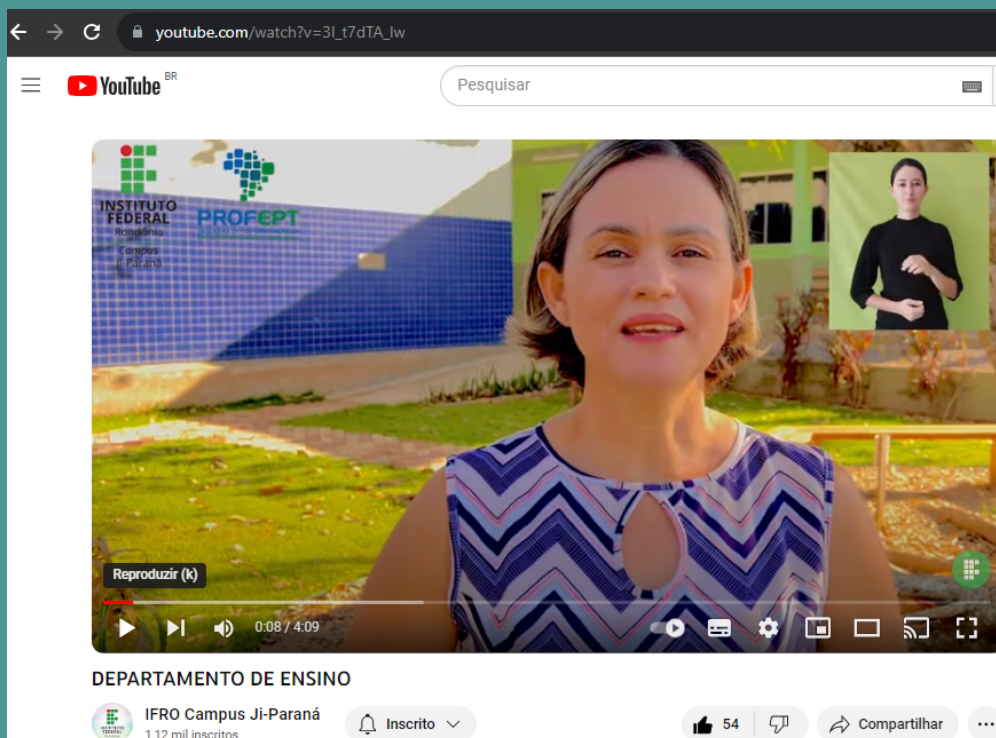 youtube.com/watch?v=3I_t7dTA_Iw
YouTube BR
Pesquisar
INSTITUTO
FEDERAL
Rondônia
Campus
Ji-Paraná
PROFEPT
Reproduzir (k)
0:08 / 4:09
DEPARTAMENTO DE ENSINO
IFRO Campus Ji-Paraná
1,12 mil inscritos
Inscrito
54
Compartilhar